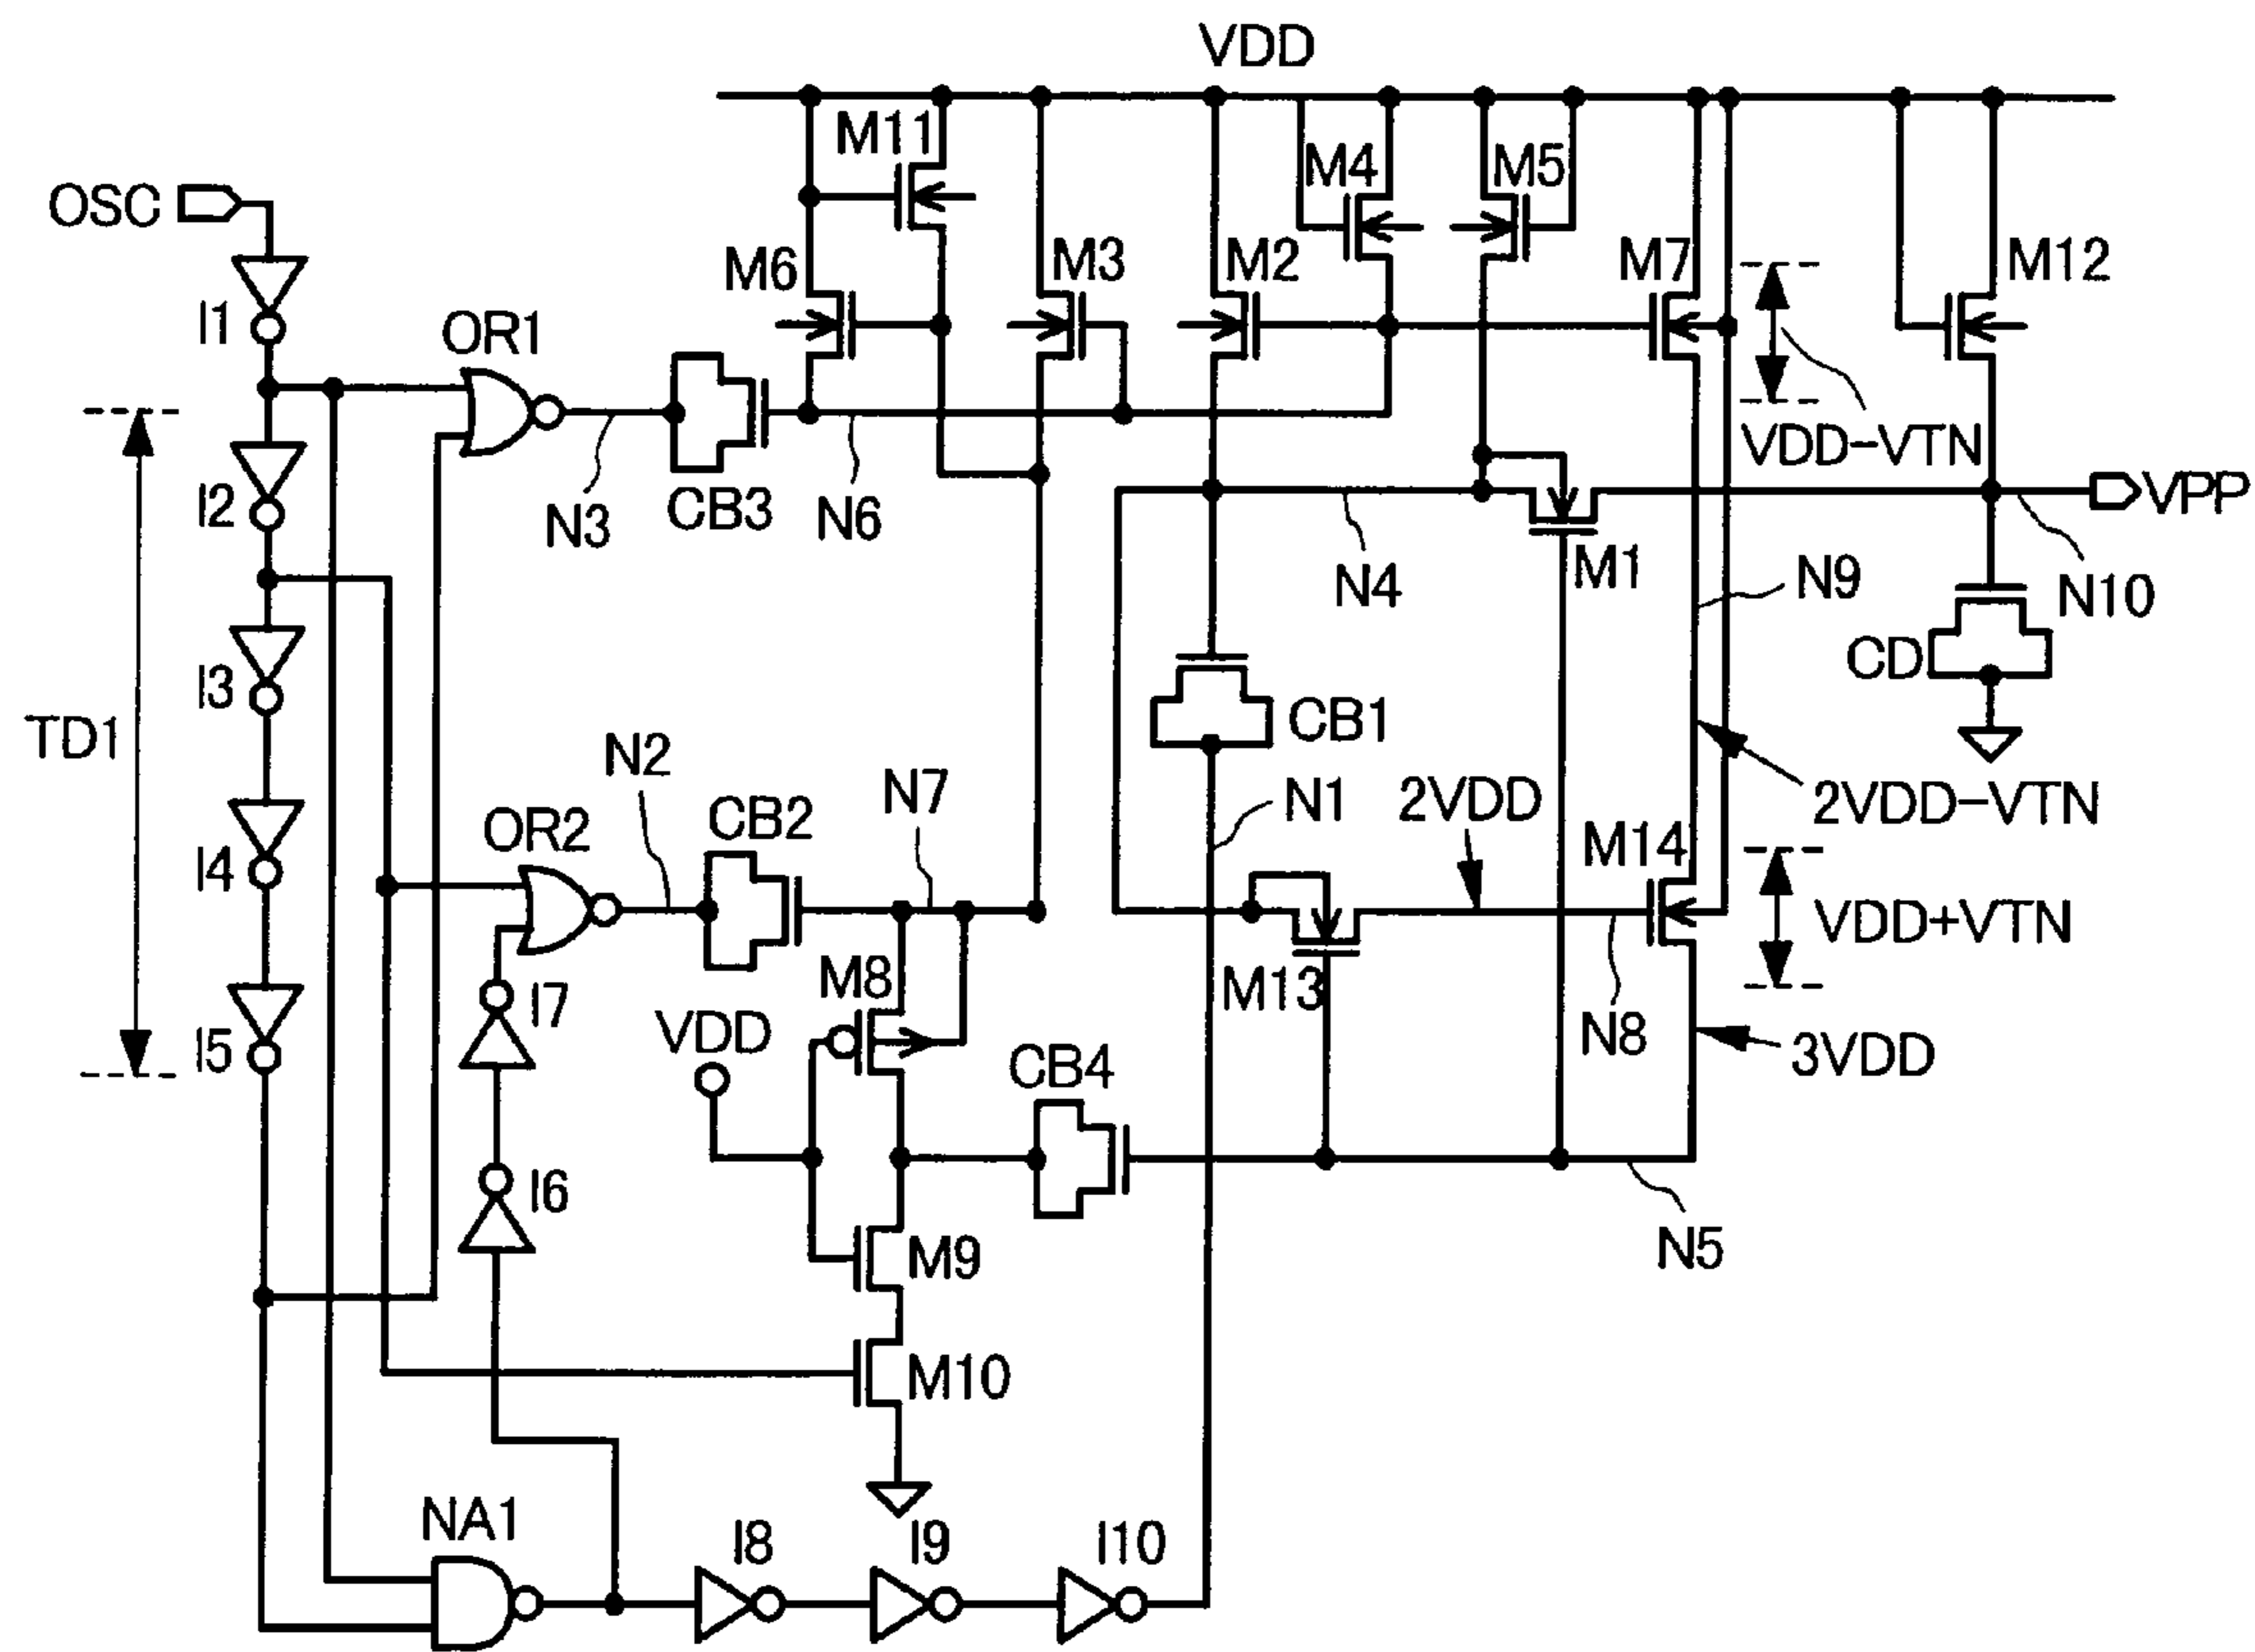 VDD
M11
M4
M5
OSC
M6
M3
M2
M7
M12
I1
OR1
VDD-VTN
I2
N3
CB3
N6
N4
M1
VPP
N9
N10
I3
CB1
CD
TD1
N2
CB2
N7
N1
2VDD
2VDD-VTN
OR2
M14
I4
VDD+VTN
M8
M13
I7
N8
VDD
I5
CB4
3VDD
I6
N5
M9
M10
NA1
I8
I9
I10